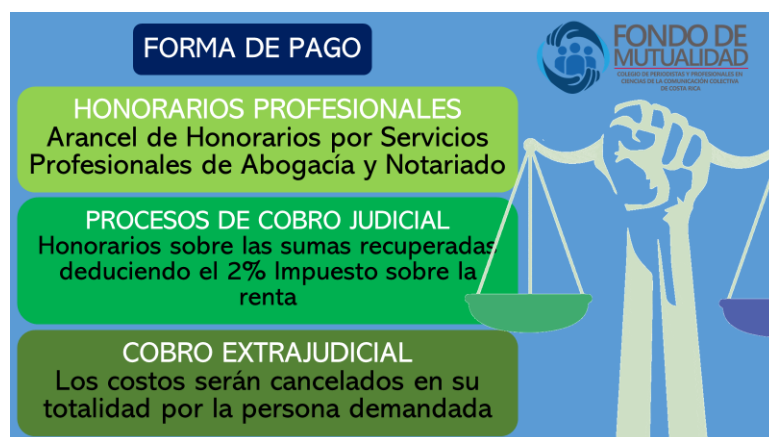 FORMA DE PAGO
FONDO DE
MUTUALIDAD
COLEGIO DE PERIODISTAS Y PROFESIONALES EN
CIENCIAS DE LA COMUNICACIÓN COLECTIVA
DE COSTA RICA
HONORARIOS PROFESIONALES
Arancel de Honorarios por Servicios
Profesionales de Abogacía y Notariado
PROCESOS DE COBRO JUDICIAL
Honorarios sobre las sumas recuperadas
deduciendo el 2% Impuesto sobre la
renta
COBRO EXTRAJUDICIAL
Los costos serán cancelados en su
totalidad por la persona demandada